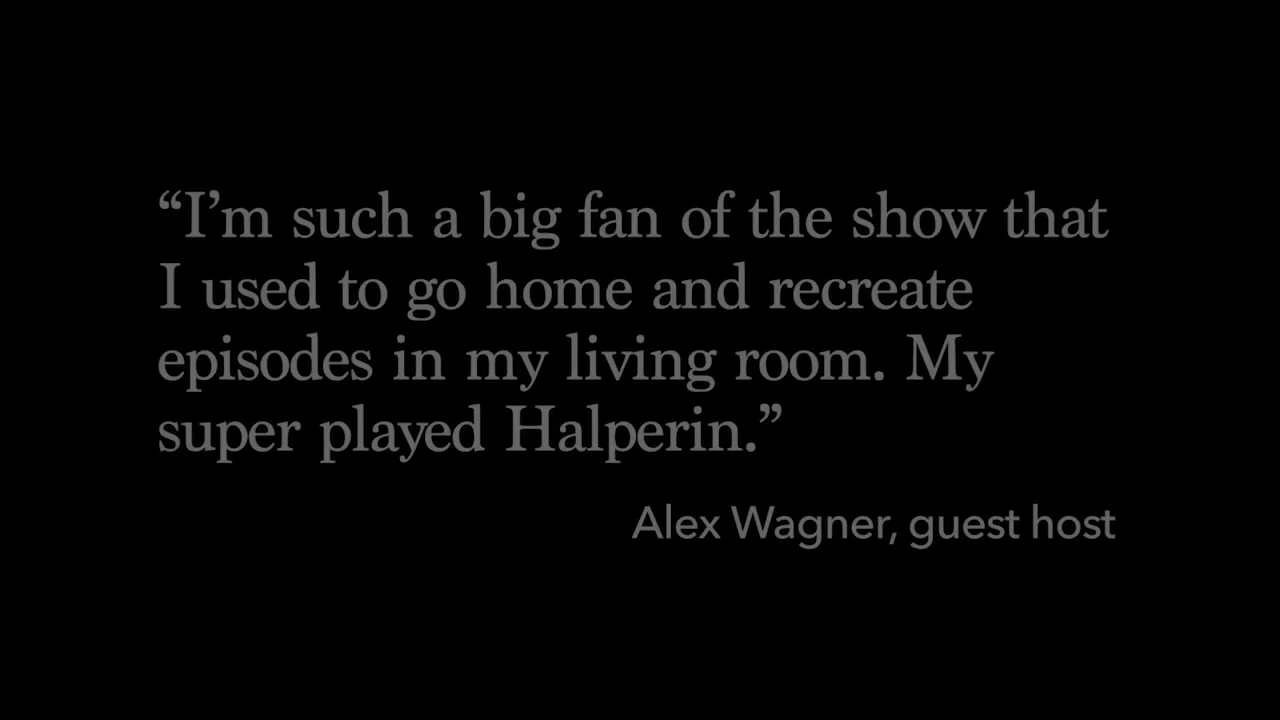 “I’m such a big fan of the show that
I used to go home and recreate
episodes in my living room. My
super played Halperin.”
Alex Wagner, guest host